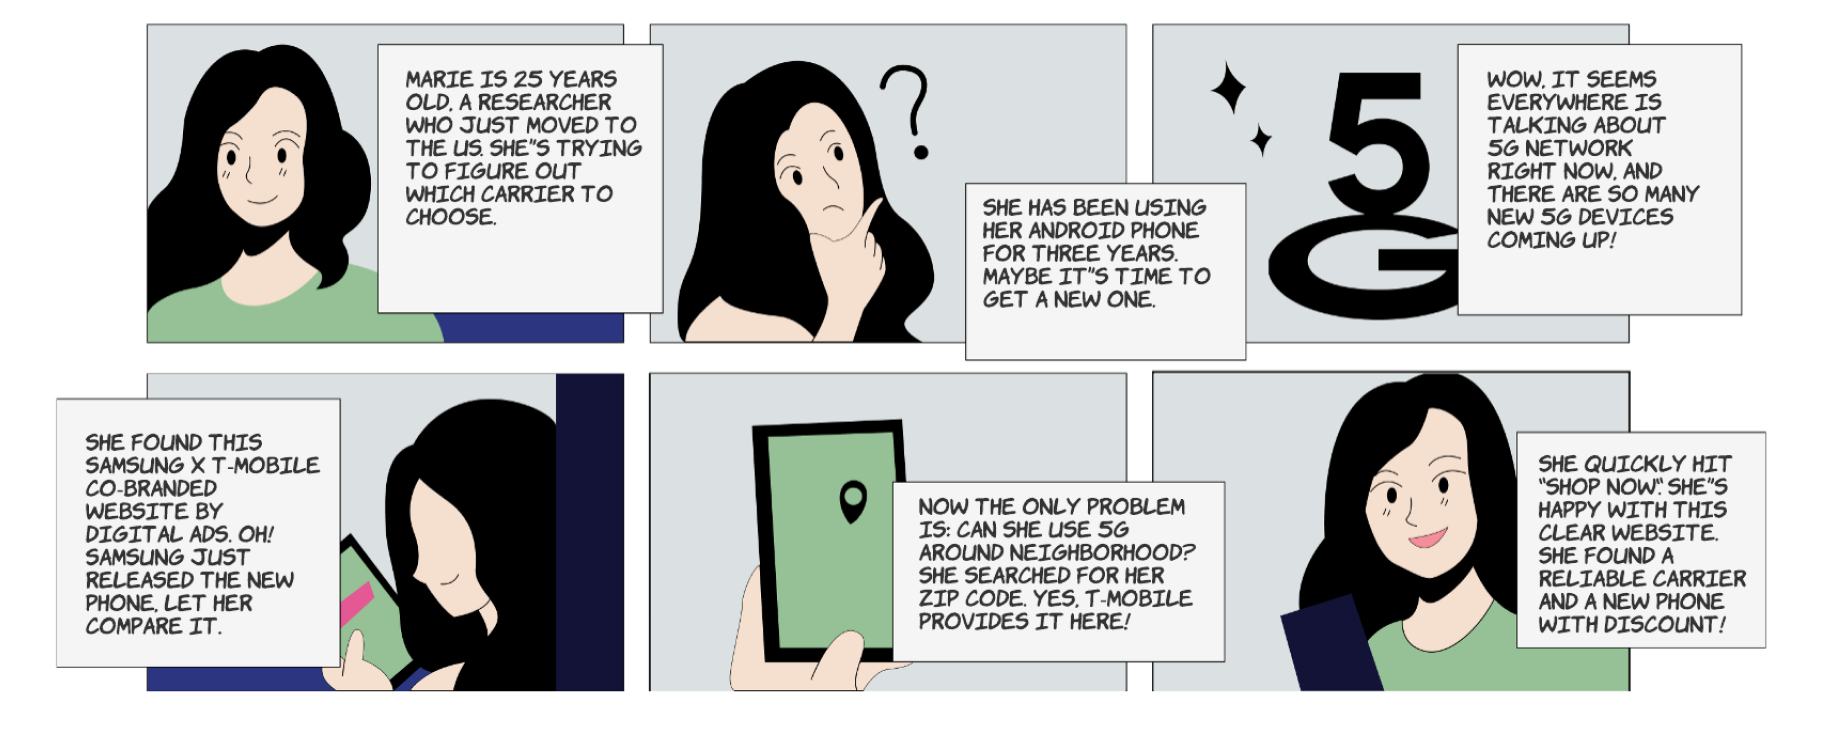 MARIE IS 25 YEARS
OLD, A RESEARCHER
WHO JUST MOVED TO
THE US. SHE"S TRYING
TO FIGURE OUT
WHICH CARRIER TO
CHOOSE.
?
SHE HAS BEEN USING
HER ANDROID PHONE
FOR THREE YEARS.
MAYBE IT"S TIME TO
GET A NEW ONE.
5
G
WOW, IT SEEMS
EVERYWHERE IS
TALKING ABOUT
5G NETWORK
RIGHT NOW, AND
THERE ARE SO MANY
NEW 5G DEVICES
COMING UP!
SHE FOUND THIS
SAMSUNG X T-MOBILE
CO-BRANDED
WEBSITE BY
DIGITAL ADS. OH!
SAMSUNG JUST
RELEASED THE NEW
PHONE, LET HER
COMPARE IT.
NOW THE ONLY PROBLEM
IS: CAN SHE USE 5G
AROUND NEIGHBORHOOD?
SHE SEARCHED FOR HER
ZIP CODE. YES, T-MOBILE
PROVIDES IT HERE!
SHE QUICKLY HIT
"SHOP NOW". SHE"S
HAPPY WITH THIS
CLEAR WEBSITE.
SHE FOUND A
RELIABLE CARRIER
AND A NEW PHONE
WITH DISCOUNT!